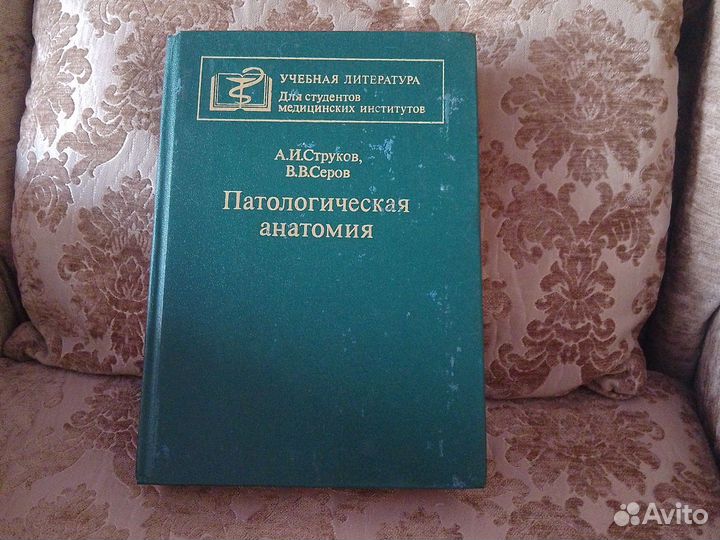 УЧЕБНАЯ ЛИТЕРАТУРА
Для студентов
медицинских институтов
А.И.Струков,
В.В.Серов
Патологическая
анатомия
Avito